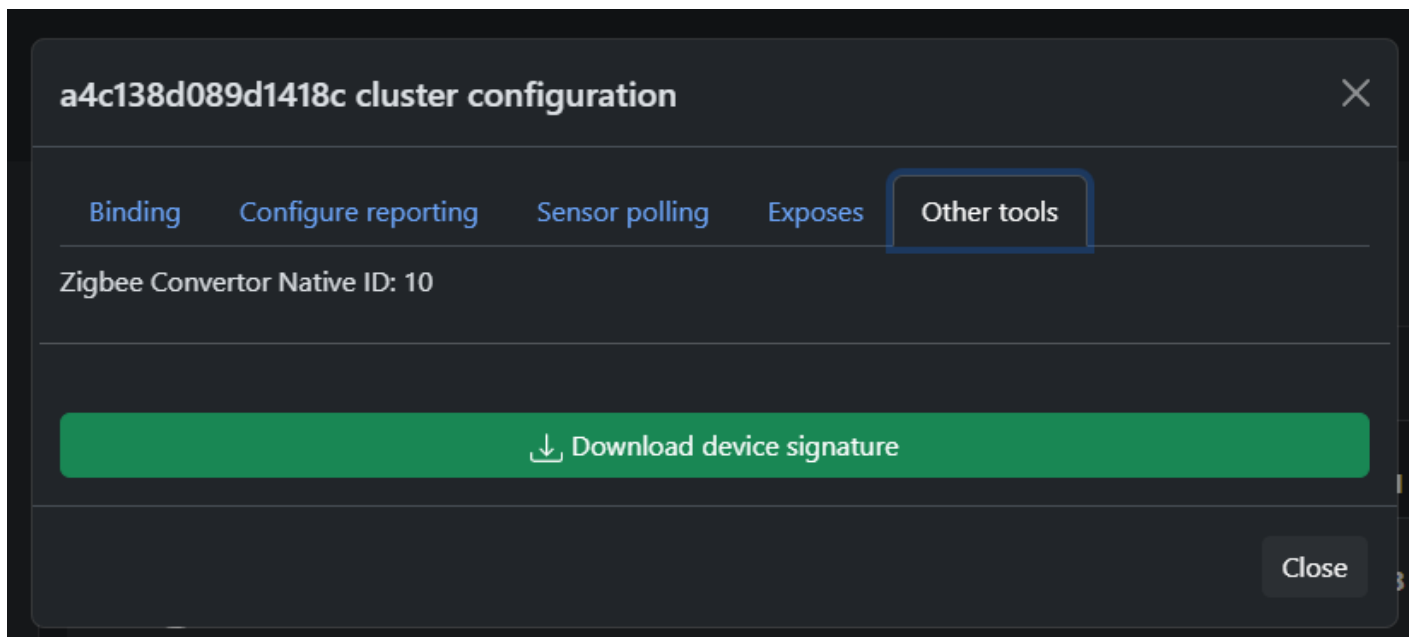 a4c138d089d1418c cluster configuration
Binding Configure reporting Sensor polling Exposes Other tools
Zigbee Convertor Native ID: 10
Download device signature
Close